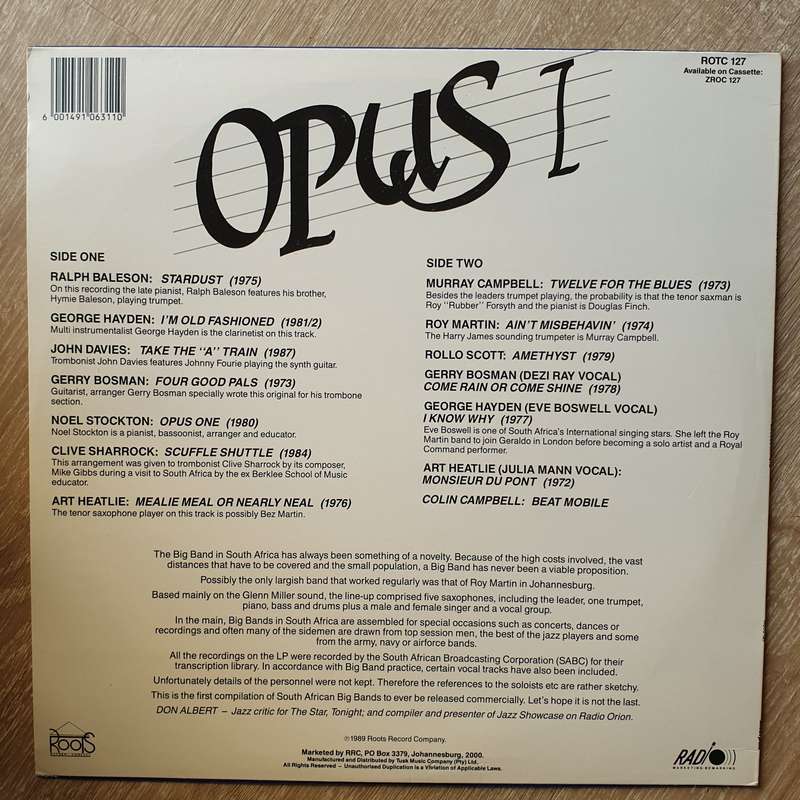 ROTC 127
Available on Cassette:
ZROC 127
6 001491 063110
OPUS I
SIDE ONE
RALPH BALESON: STARDUST (1975)
On this recording the late pianist, Ralph Baleson features his brother,
Hymie Baleson, playing trumpet.
GEORGE HAYDEN: I'M OLD FASHIONED (1981/2)
Multi instrumentalist George Hayden is the clarinetist on this track.
JOHN DAVIES: TAKE THE "A" TRAIN (1987)
Trombonist John Davies features Johnny Fourie playing the synth guitar.
GERRY BOSMAN: FOUR GOOD PALS (1973)
Guitarist, arranger Gerry Bosman specially wrote this original for his trombone
section.
NOEL STOCKTON: OPUS ONE (1980)
Noel Stockton is a pianist, bassoonist, arranger and educator.
CLIVE SHARROCK: SCUFFLE SHUTTLE (1984)
This arrangement was given to trombonist Clive Sharrock by its composer,
Mike Gibbs during a visit to South Africa by the ex Berklee School of Music
educator.
ART HEATLIE: MEALIE MEAL OR NEARLY NEAL (1976)
The tenor saxophone player on this track is possibly Bez Martin.
SIDE TWO
MURRAY CAMPBELL: TWELVE FOR THE BLUES (1973)
Besides the leaders trumpet playing, the probability is that the tenor saxman is
Roy "Rubber" Forsyth and the pianist is Douglas Finch.
ROY MARTIN: AIN'T MISBEHAVIN' (1974)
The Harry James sounding trumpeter is Murray Campbell.
ROLLO SCOTT: AMETHYST (1979)
GERRY BOSMAN (DEZI RAY VOCAL)
COME RAIN OR COME SHINE (1978)
GEORGE HAYDEN (EVE BOSWELL VOCAL)
I KNOW WHY (1977)
Eve Boswell is one of South Africa's International singing stars. She left the Roy
Martin band to join Geraldo in London before becoming a solo artist and a Royal
Command performer.
ART HEATLIE (JULIA MANN VOCAL):
MONSIEUR DU PONT (1972)
COLIN CAMPBELL: BEAT MOBILE
The Big Band in South Africa has always been something of a novelty. Because of the high costs involved, the vast
distances that have to be covered and the small population, a Big Band has never been a viable proposition.
Possibly the only largish band that worked regularly was that of Roy Martin in Johannesburg.
Based mainly on the Glenn Miller sound, the line-up comprised five saxophones, including the leader, one trumpet,
piano, bass and drums plus a male and female singer and a vocal group.
In the main, Big Bands in South Africa are assembled for special occasions such as concerts, dances or
recordings and often many of the sidemen are drawn from top session men, the best of the jazz players and some
from the army, navy or airforce bands.
All the recordings on the LP were recorded by the South African Broadcasting Corporation (SABC) for their
transcription library. In accordance with Big Band practice, certain vocal tracks have also been included.
Unfortunately details of the personnel were not kept. Therefore the references to the soloists etc are rather sketchy.
This is the first compilation of South African Big Bands to ever be released commercially. Let's hope it is not the last.
DON ALBERT – Jazz critic for The Star, Tonight; and compiler and presenter of Jazz Showcase on Radio Orion.
℗ 1989 Roots Record Company.
Marketed by RRC, PO Box 3379, Johannesburg, 2000.
Manufactured and Distributed by Tusk Music Company (Pty) Ltd.
All Rights Reserved – Unauthorised Duplication is a Violation of Applicable Laws.
ROOTS
RECORD COMPANY
RADIO